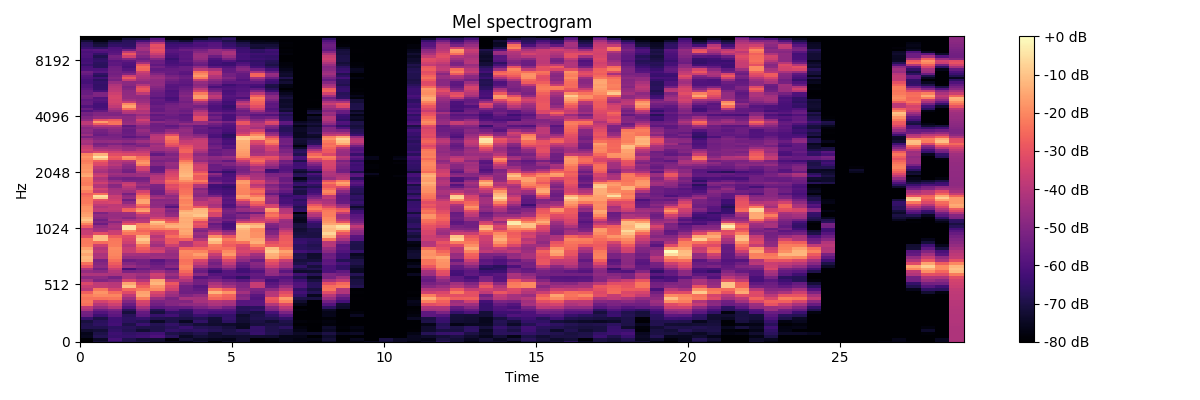 Mel spectrogram
8192
4096
2048
1024
512
0
Hz
0 5 10 15 20 25
Time
+0 dB
-10 dB
-20 dB
-30 dB
-40 dB
-50 dB
-60 dB
-70 dB
-80 dB